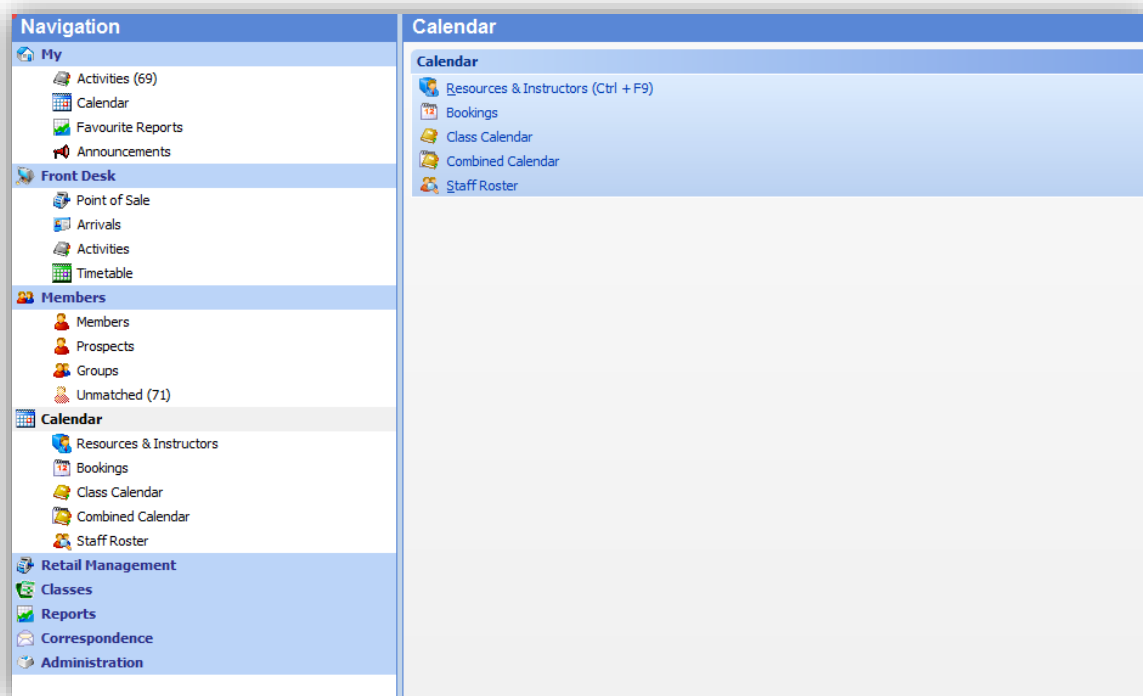 Navigation
My
Activities (69)
Calendar
Favourite Reports
Announcements
Front Desk
Point of Sale
Arrivals
Activities
Timetable
Members
Members
Prospects
Groups
Unmatched (71)
Calendar
Resources & Instructors
Bookings
Class Calendar
Combined Calendar
Staff Roster
Retail Management
Classes
Reports
Correspondence
Administration
Calendar
Calendar
Resources & Instructors (Ctrl + F9)
12 Bookings
Class Calendar
Combined Calendar
Staff Roster